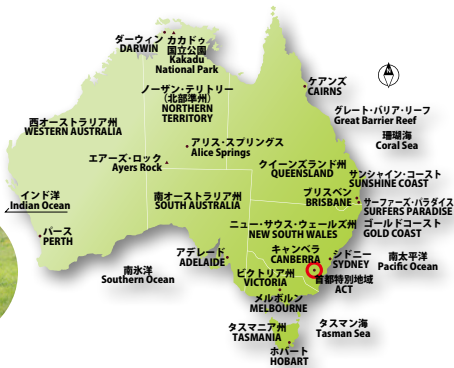 ダーウィン
DARWIN
カカドゥ
国立公園
Kakadu
National Park
ケアンズ
CAIRNS
ノーザン・テリトリー
(北部準州)
NORTHERN
TERRITORY
グレート・バリア・リーフ
Great Barrier Reef
珊瑚海
Coral Sea
西オーストラリア州
WESTERN AUSTRALIA
アリス・スプリングス
Alice Springs
エアーズ・ロック
Ayers Rock
クイーンズランド州
QUEENSLAND
サンシャイン・コースト
SUNSHINE COAST
インド洋
Indian Ocean
南オーストラリア州
SOUTH AUSTRALIA
ブリスベン
BRISBANE
サーファーズ・パラダイス
SURFERS PARADISE
ゴールドコースト
GOLD COAST
パース
PERTH
ニュー・サウス・ウェールズ州
NEW SOUTH WALES
アデレード
ADELAIDE
キャンベラ
CANBERRA
シドニー
SYDNEY
南太平洋
Pacific Ocean
南氷洋
Southern Ocean
ビクトリア州
VICTORIA
首都特別地域
ACT
メルボルン
MELBOURNE
タスマニア州
TASMANIA
タスマン海
Tasman Sea
ホバート
HOBART